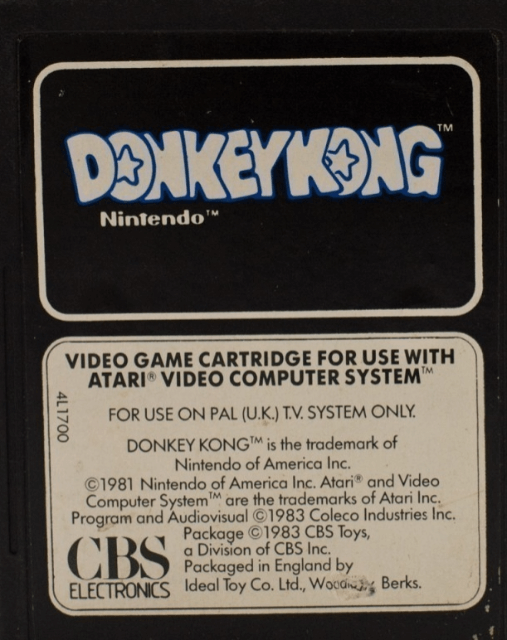 DONKEY KONG™
Nintendo™
VIDEO GAME CARTRIDGE FOR USE WITH
ATARI® VIDEO COMPUTER SYSTEM™
4L1700
FOR USE ON PAL (U.K.) T.V. SYSTEM ONLY.
DONKEY KONG™ is the trademark of
Nintendo of America Inc.
©1981 Nintendo of America Inc. Atari® and Video
Computer System™ are the trademarks of Atari Inc.
Program and Audiovisual ©1983 Coleco Industries Inc.
Package ©1983 CBS Toys,
a Division of CBS Inc.
Packaged in England by
Ideal Toy Co. Ltd., Berks.
CBS
ELECTRONICS